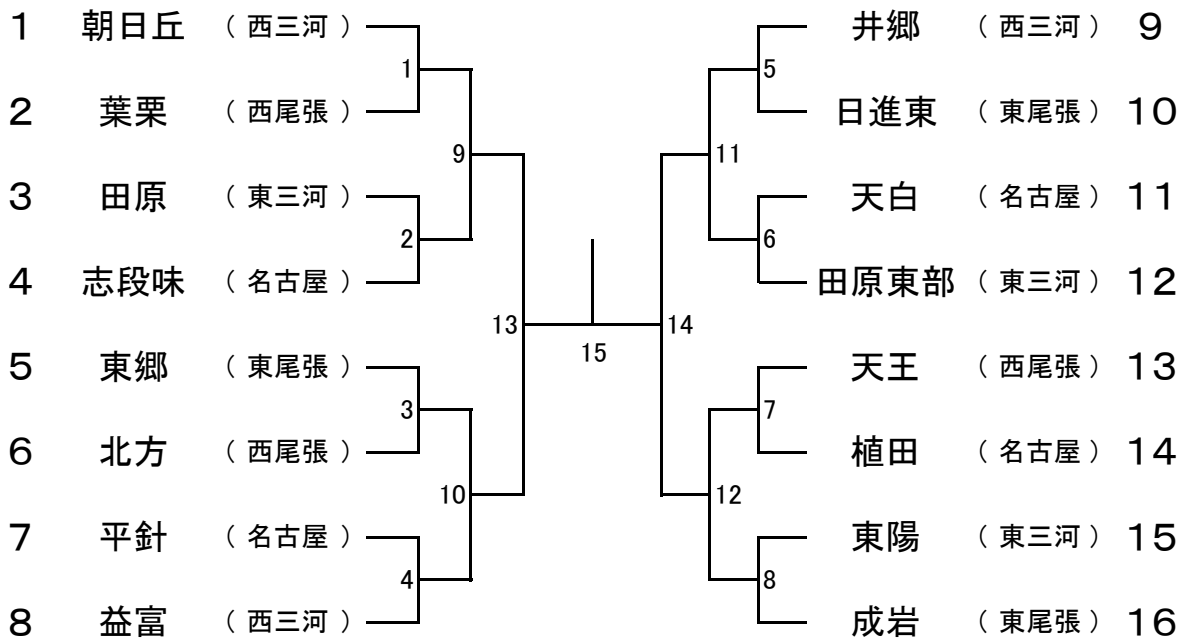 1 朝日丘 （ 西三河 ）
2 葉栗 （ 西尾張 ）
3 田原 （ 東三河 ）
4 志段味 （ 名古屋 ）
5 東郷 （ 東尾張 ）
6 北方 （ 西尾張 ）
7 平針 （ 名古屋 ）
8 益富 （ 西三河 ）
1
2
3
4
9
10
13
15
14
11
12
5
6
7
8
井郷 （ 西三河 ） 9
日進東 （ 東尾張 ） 10
天白 （ 名古屋 ） 11
田原東部 （ 東三河 ） 12
天王 （ 西尾張 ） 13
植田 （ 名古屋 ） 14
東陽 （ 東三河 ） 15
成岩 （ 東尾張 ） 16